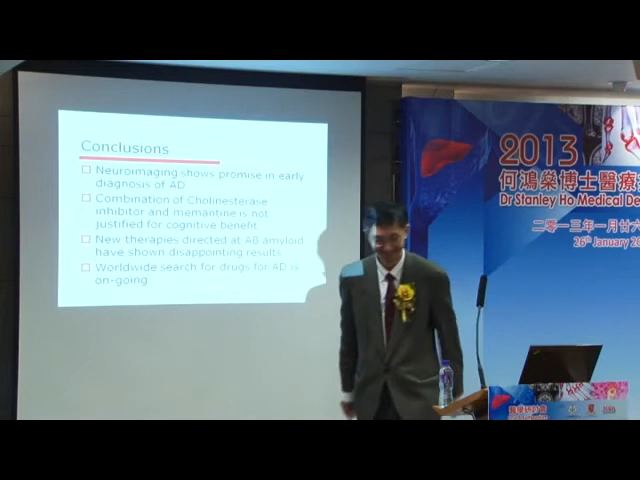 Conclusions
Neuroimaging shows promise in early
diagnosis of AD
Combination of Cholinesterase
inhibitor and memantine is not
justified for cognitive benefit
New therapies directed at AB amyloid
have shown disappointing results
Worldwide search for drugs for AD is
on-going
2013
何鴻燊博士醫療
Dr Stanley Ho Medical De
二零一三年一月廿六
26th January 20